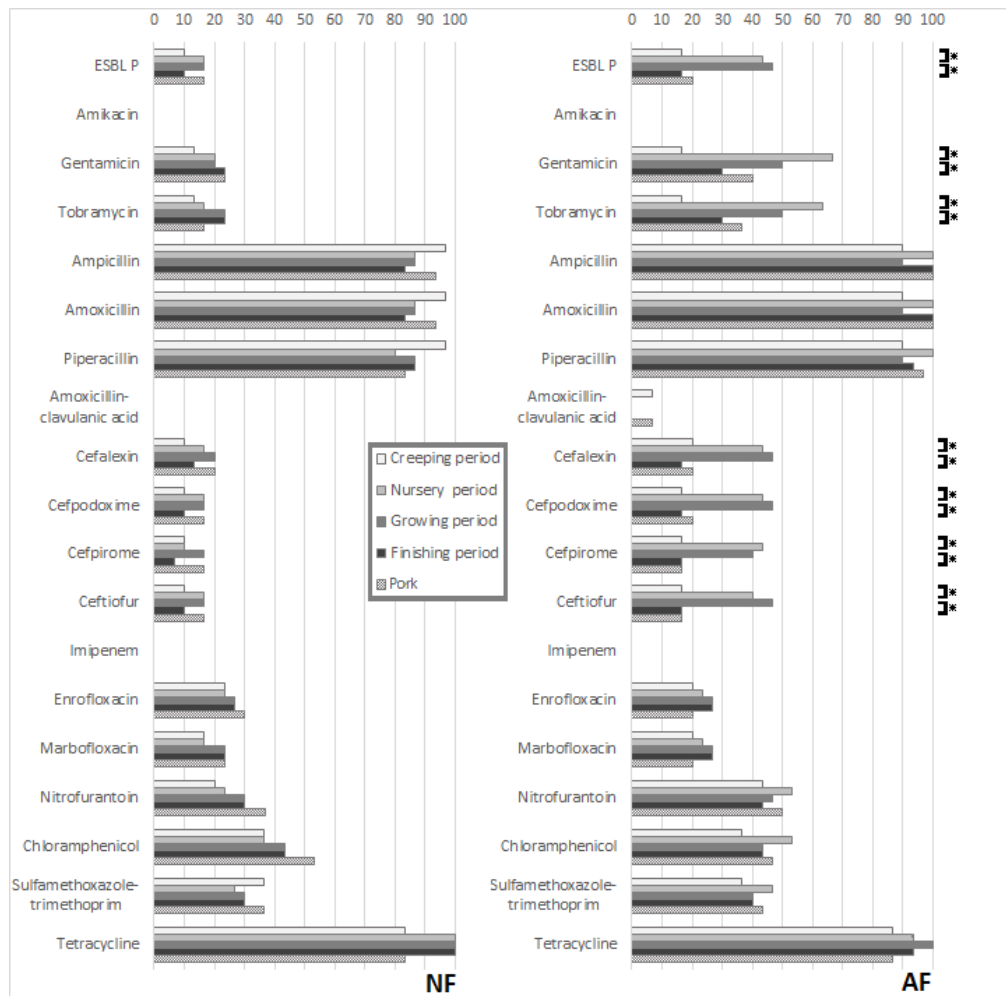 0 10 20 30 40 50 60 70 80 90 100
0 10 20 30 40 50 60 70 80 90 100
ESBL P
Amikacin
Gentamicin
Tobramycin
Ampicillin
Amoxicillin
Piperacillin
Amoxicillin-
clavulanic acid
Cefalexin
Cefpodoxime
Cefpirome
Ceftiofur
Imipenem
Enrofloxacin
Marbofloxacin
Nitrofurantoin
Chloramphenicol
Sulfamethoxazole-
trimethoprim
Tetracycline
NF
Creeping period
Nursery period
Growing period
Finishing period
Pork
ESBL P
Amikacin
Gentamicin
Tobramycin
Ampicillin
Amoxicillin
Piperacillin
Amoxicillin-
clavulanic acid
Cefalexin
Cefpodoxime
Cefpirome
Ceftiofur
Imipenem
Enrofloxacin
Marbofloxacin
Nitrofurantoin
Chloramphenicol
Sulfamethoxazole-
trimethoprim
Tetracycline
AF
*
*
*
*
*
*
*
*
*
*
*
*
*
*